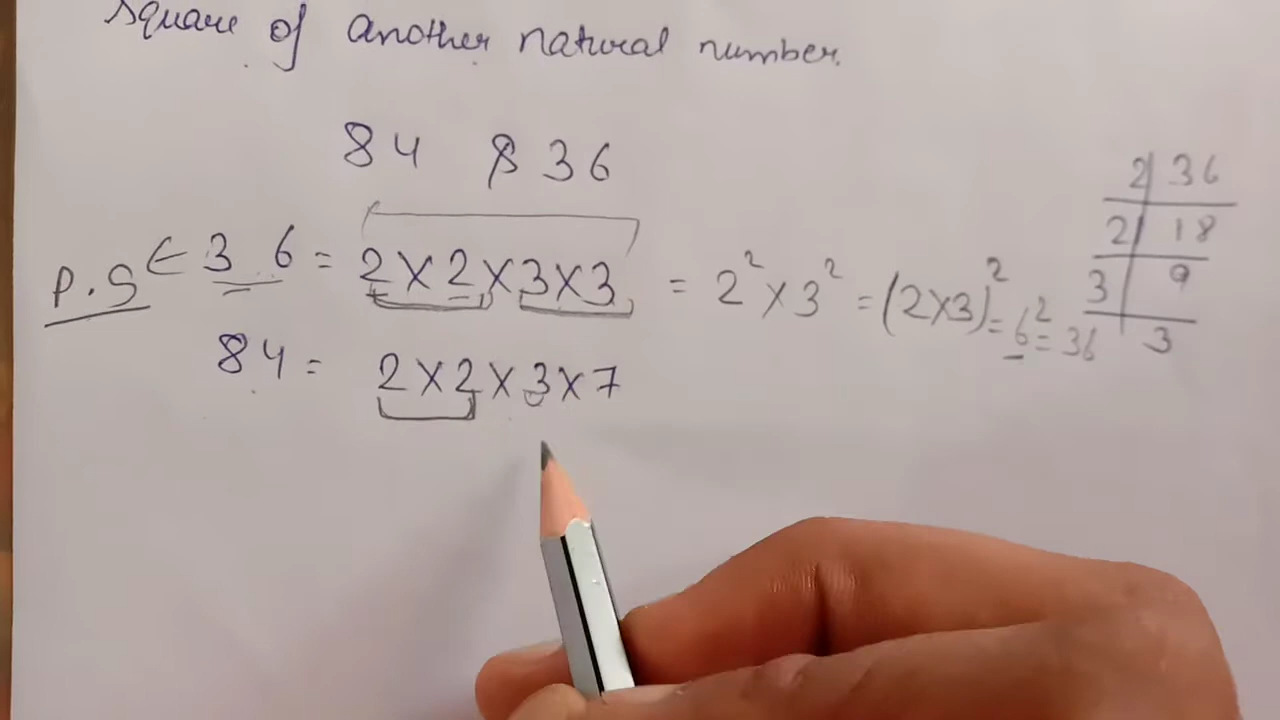 Square of another natural number.
84 8 36
P.S ← 36 = 2×2×3×3 = 2² × 3² = (2×3)² = 6² = 36
84 = 2×2×3×7
2 36
2 18
3 9
3